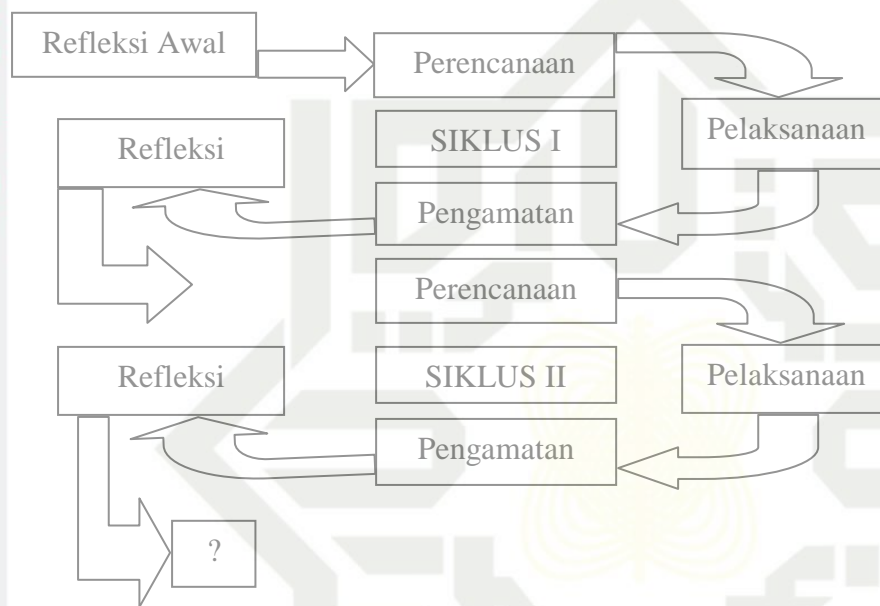 Refleksi Awal
Perencanaan
Pelaksanaan
SIKLUS I
Refleksi
Pengamatan
Perencanaan
Pelaksanaan
SIKLUS II
Refleksi
Pengamatan
?